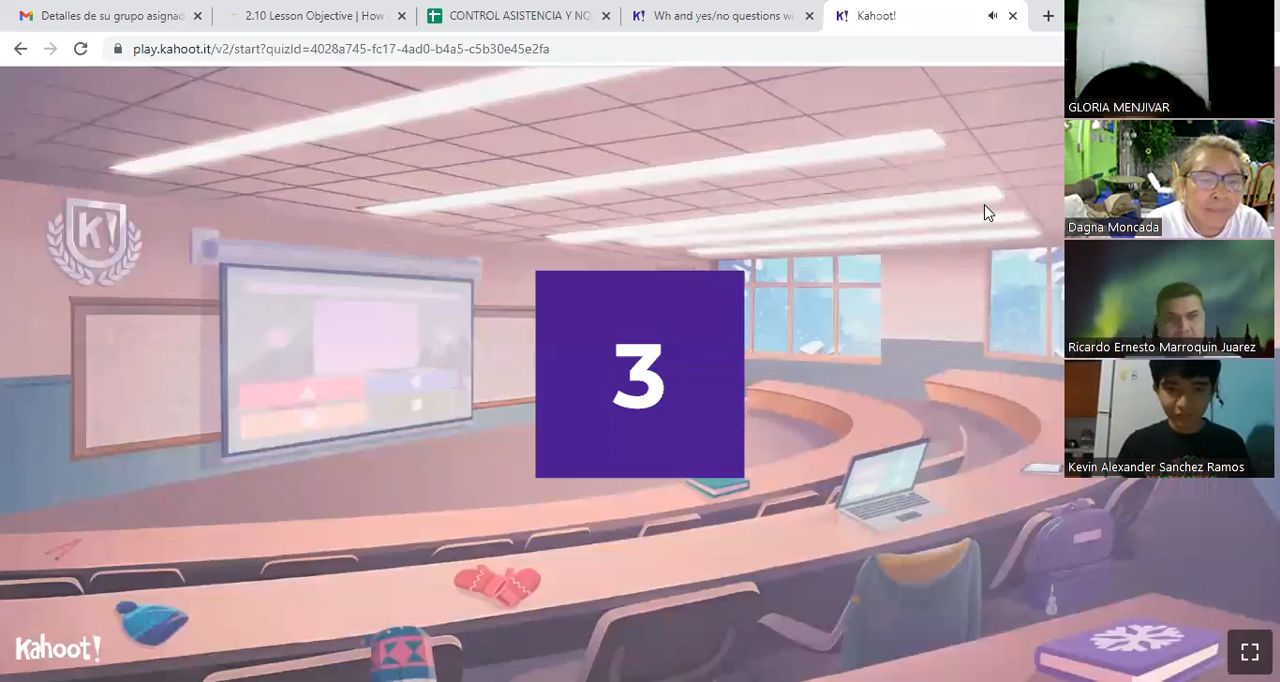 Detalles de su grupo asignad
2.10 Lesson Objective | How
CONTROL ASISTENCIA Y NO
K! Wh and yes/no questions w
K! Kahoot!
play.kahoot.it/v2/start?quizId=4028a745-fc17-4ad0-b4a5-c5b30e45e2fa
GLORIA MENJIVAR
K!
Dagna Moncada
3
Ricardo Ernesto Marroquin Juarez
Kevin Alexander Sanchez Ramos
Kahoot!